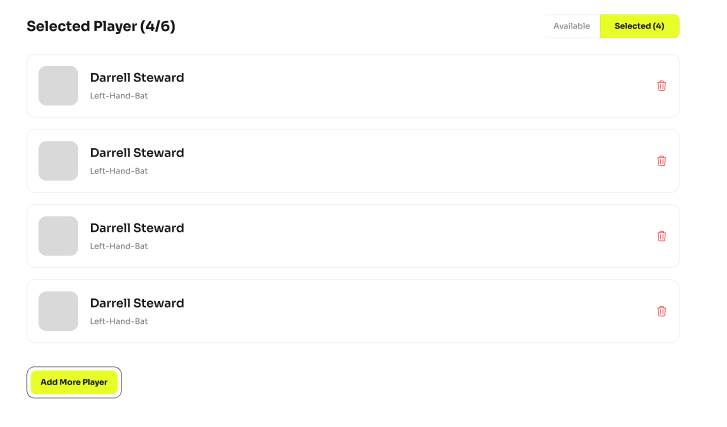 Selected Player (4/6)
Available
Selected (4)
Darrell Steward
Left-Hand-Bat
Darrell Steward
Left-Hand-Bat
Darrell Steward
Left-Hand-Bat
Darrell Steward
Left-Hand-Bat
Add More Player